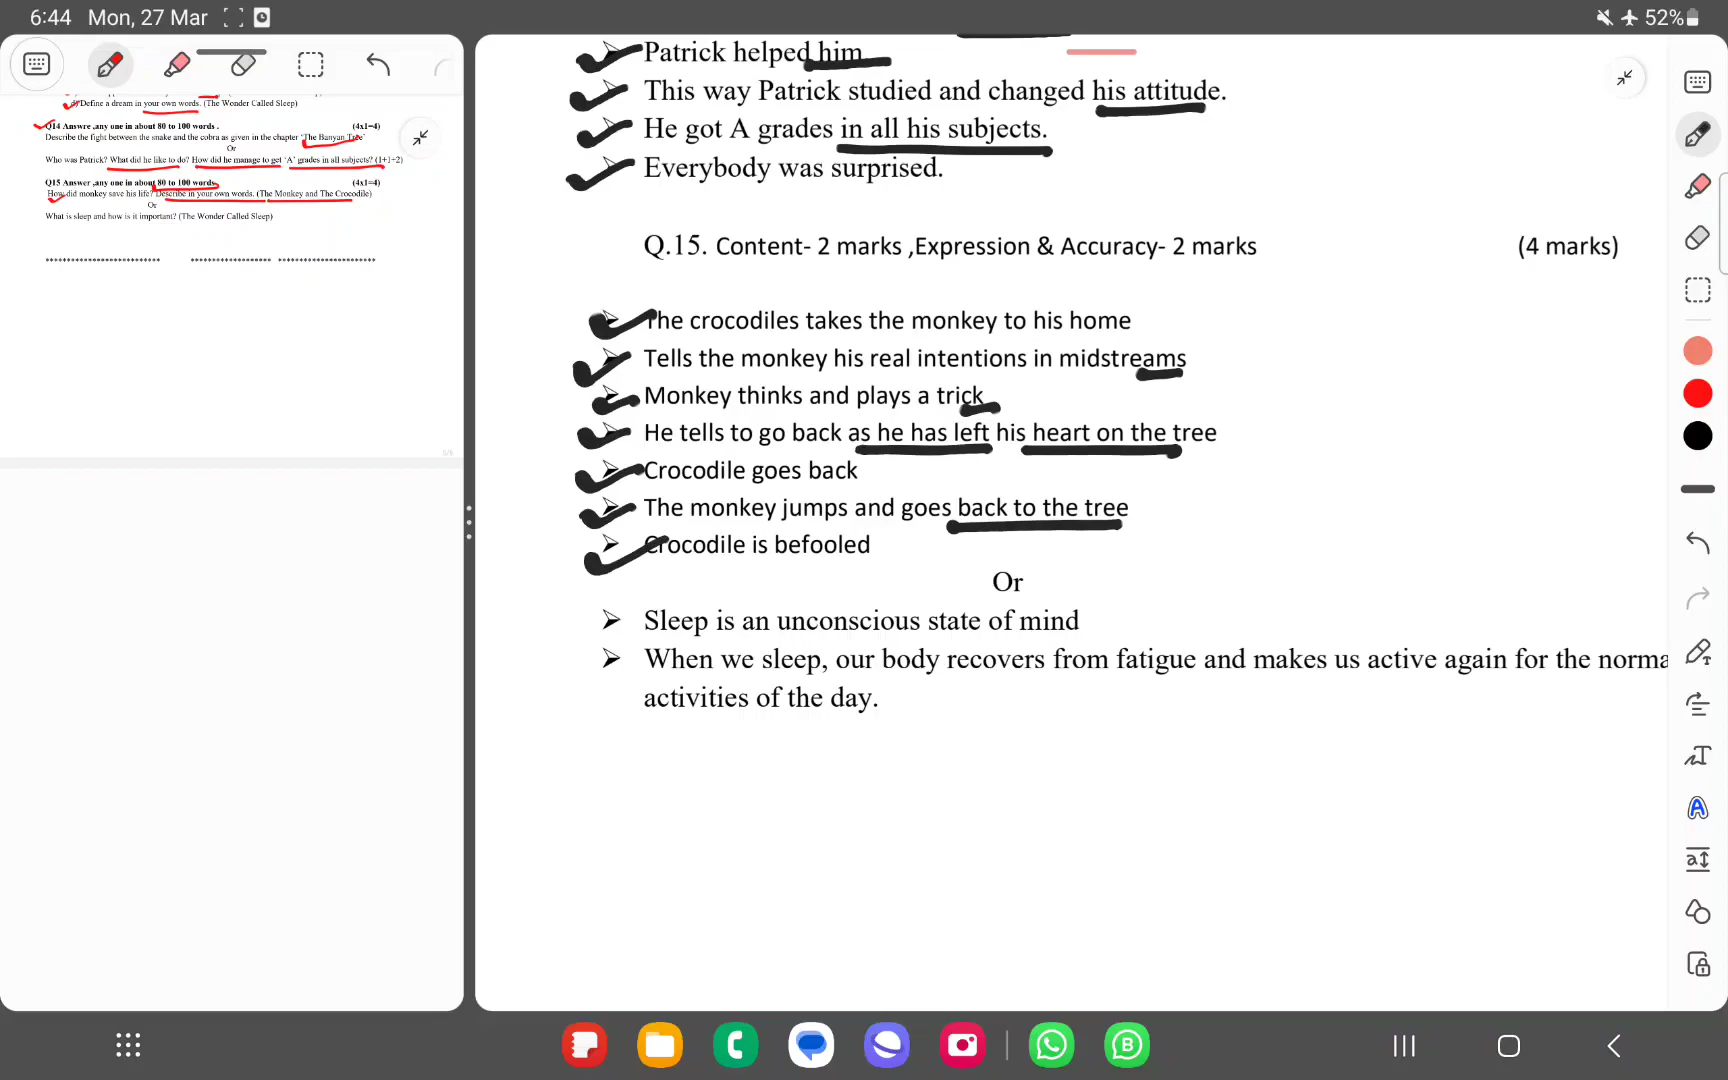 6:44 Mon, 27 Mar
52%
Define a dream in your own words. (The Wonder Called Sleep)
Q14 Answre ,any one in about 80 to 100 words . (4x1=4)
Describe the fight between the snake and the cobra as given in the chapter 'The Banyan Tree'
Or
Who was Patrick? What did he like to do? How did he manage to get 'A' grades in all subjects? (1+1+2)
Q15 Answer ,any one in about 80 to 100 words (4x1=4)
How did monkey save his life? Describe in your own words. (The Monkey and The Crocodile)
Or
What is sleep and how is it important? (The Wonder Called Sleep)
Patrick helped him
This way Patrick studied and changed his attitude.
He got A grades in all his subjects.
Everybody was surprised.
Q.15. Content- 2 marks ,Expression & Accuracy- 2 marks (4 marks)
The crocodiles takes the monkey to his home
Tells the monkey his real intentions in midstreams
Monkey thinks and plays a trick
He tells to go back as he has left his heart on the tree
Crocodile goes back
The monkey jumps and goes back to the tree
Crocodile is befooled
Or
Sleep is an unconscious state of mind
When we sleep, our body recovers from fatigue and makes us active again for the norma
activities of the day.